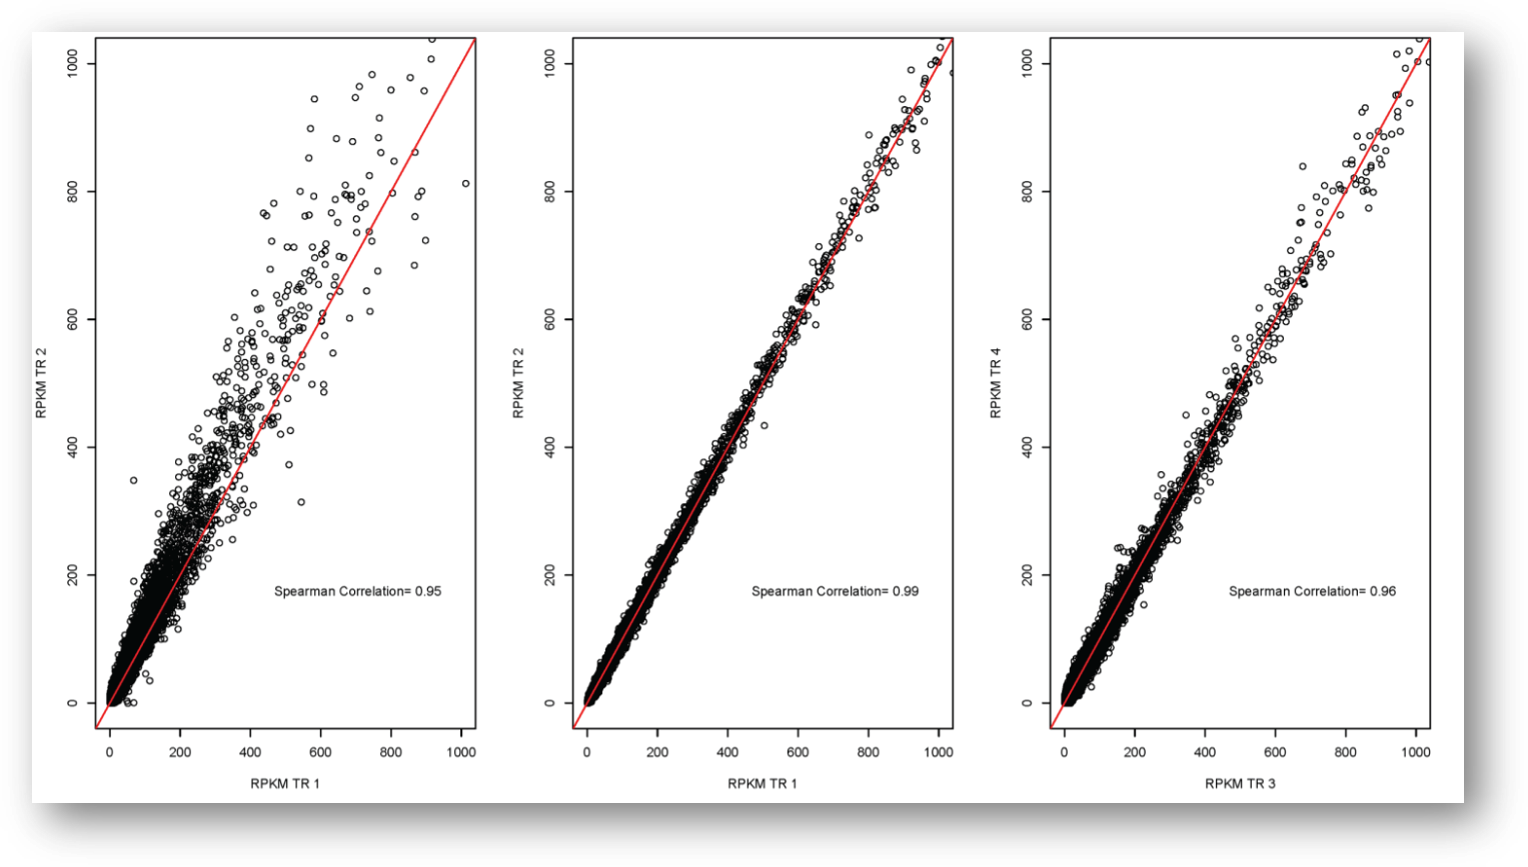 RPKM TR 2
1000
800
600
400
200
0
Spearman Correlation= 0.95
0 200 400 600 800 1000
RPKM TR 1
RPKM TR 2
1000
800
600
400
200
0
Spearman Correlation= 0.99
0 200 400 600 800 1000
RPKM TR 1
RPKM TR 4
1000
800
600
400
200
0
Spearman Correlation= 0.96
0 200 400 600 800 1000
RPKM TR 3